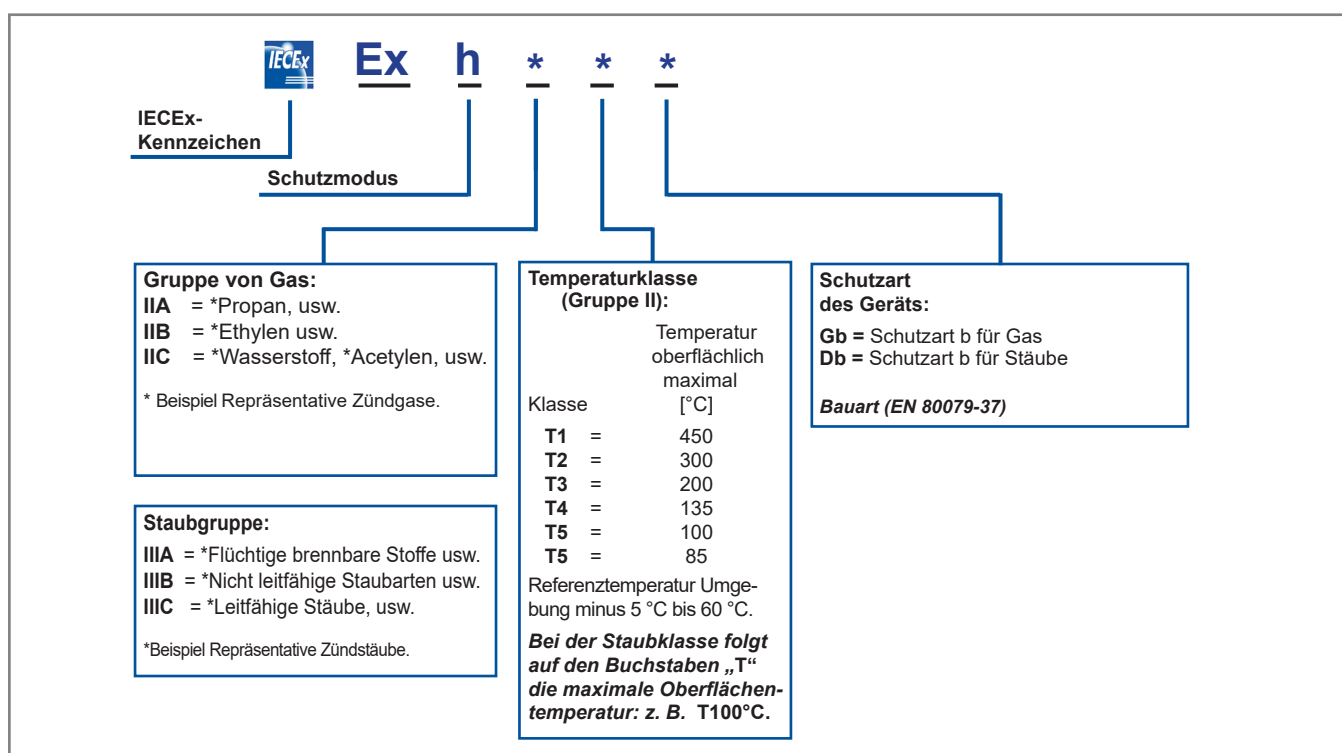 IECEx Ex h * * *
IECEx-
Kennzeichen
Schutzmodus
Gruppe von Gas:
IIA = *Propan, usw.
IIB = *Ethylen usw.
IIC = *Wasserstoff, *Acetylen, usw.
* Beispiel Repräsentative Zündgase.
Staubgruppe:
IIIA = *Flüchtige brennbare Stoffe usw.
IIIB = *Nicht leitfähige Staubarten usw.
IIIC = *Leitfähige Stäube, usw.
*Beispiel Repräsentative Zündstäube.
Temperaturklasse
(Gruppe II):
Temperatur
oberflächlich
maximal
Klasse [°C]
T1 = 450
T2 = 300
T3 = 200
T4 = 135
T5 = 100
T5 = 85
Referenztemperatur Umge-
bung minus 5 °C bis 60 °C.
Bei der Staubklasse folgt
auf den Buchstaben „T“
die maximale Oberflächen-
temperatur: z. B. T100°C.
Schutzart
des Geräts:
Gb = Schutzart b für Gas
Db = Schutzart b für Stäube
Bauart (EN 80079-37)